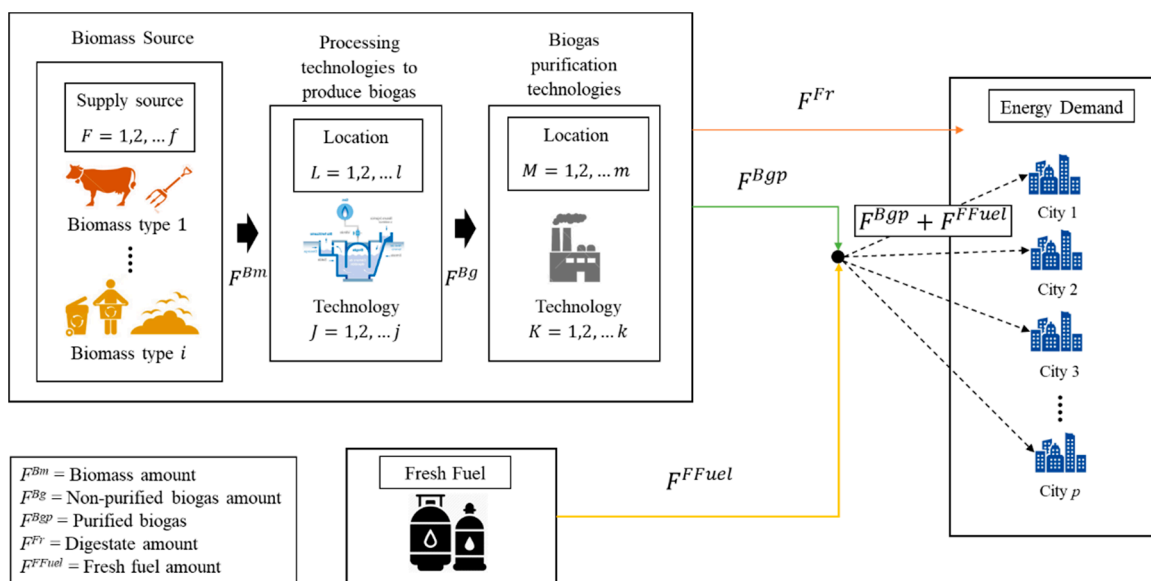 Biomass Source
Supply source
F = 1,2, … f
Biomass type 1
Biomass type i
F^Bm
Processing
technologies to
produce biogas
Location
L = 1,2, … l
Technology
J = 1,2, … j
F^Bg
Biogas
purification
technologies
Location
M = 1,2, … m
Technology
K = 1,2, … k
F^Fr
F^Bgp
F^Bgp + F^FFuel
Energy Demand
City 1
City 2
City 3
City p
F^Bm = Biomass amount
F^Bg = Non-purified biogas amount
F^Bgp = Purified biogas
F^Fr = Digestate amount
F^FFuel = Fresh fuel amount
Fresh Fuel
F^FFuel